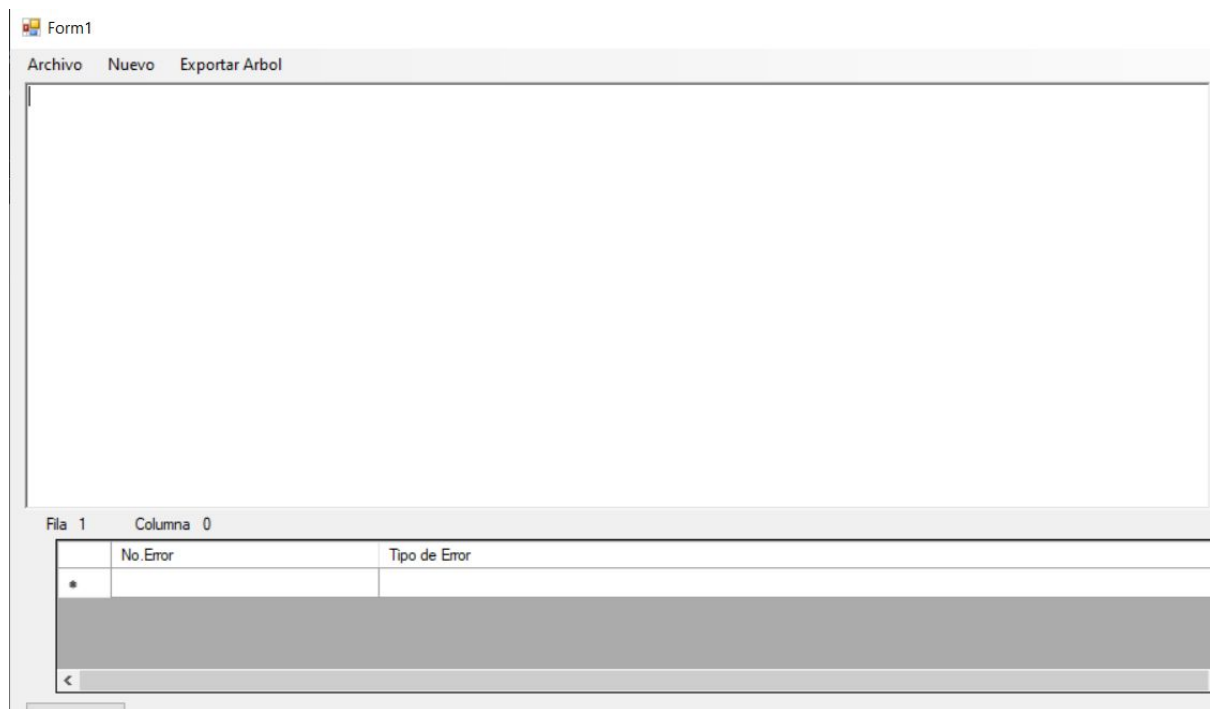 Form1
Archivo Nuevo Exportar Arbol
Fila 1 Columna 0
No.Error Tipo de Error
*